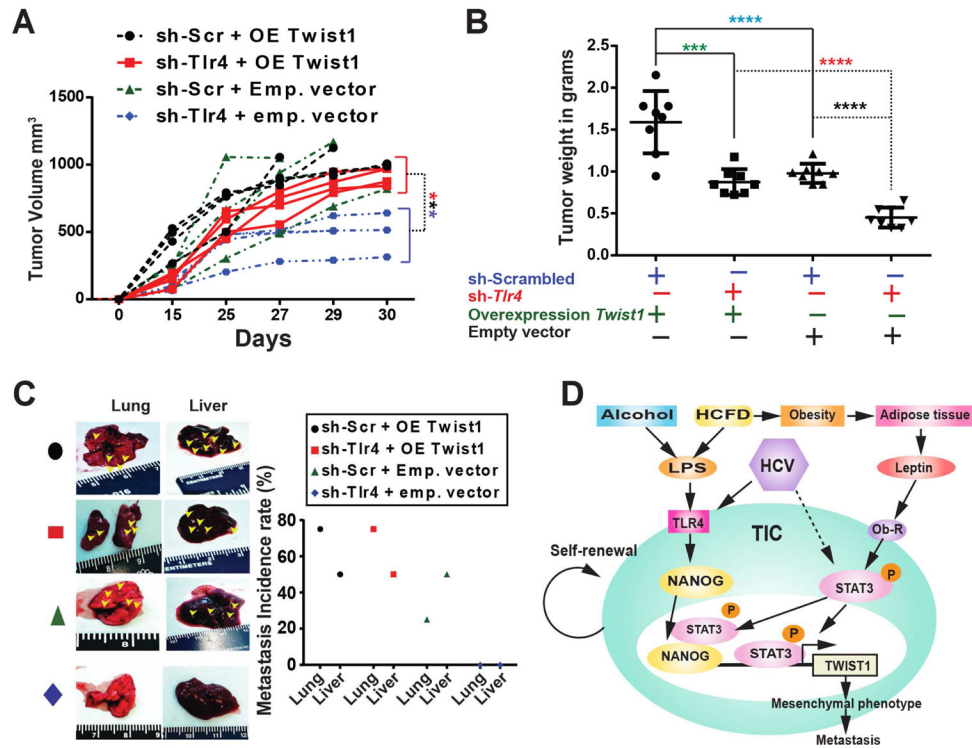 A
sh-Scr + OE Twist1
sh-Tlr4 + OE Twist1
sh-Scr + Emp. vector
sh-Tlr4 + emp. vector
Tumor Volume mm³
1500
1000
500
0
0 15 25 27 29 30
Days
*
*
*
B
****
***
****
****
Tumor weight in grams
2.5
2.0
1.5
1.0
0.5
0.0
sh-Scrambled + − + −
sh-Tlr4 − + − +
Overexpression Twist1 + + − −
Empty vector − − + +
C
Lung Liver
sh-Scr + OE Twist1
sh-Tlr4 + OE Twist1
sh-Scr + Emp. vector
sh-Tlr4 + emp. vector
Metastasis Incidence rate (%)
80
60
40
20
0
Lung Liver Lung Liver Lung Liver Lung Liver
D
Alcohol HCFD Obesity Adipose tissue
LPS HCV Leptin
TLR4 Ob-R
TIC
Self-renewal
NANOG STAT3 P
STAT3 P
NANOG STAT3 P
TWIST1
Mesenchymal phenotype
Metastasis